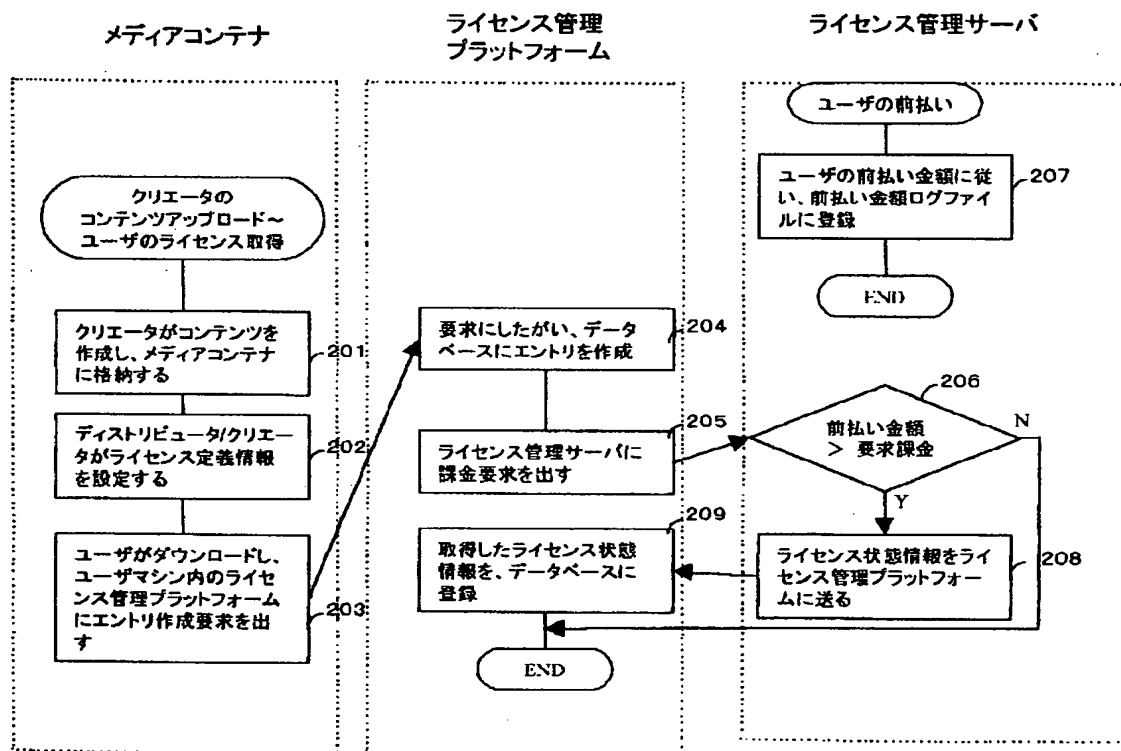 メディアコンテナ
クリエータの
コンテンツアップロード~
ユーザのライセンス取得
クリエータがコンテンツを
作成し、メディアコンテナ
に格納する
201
ディストリビュータ/クリエー
タがライセンス定義情報
を設定する
202
ユーザがダウンロードし、
ユーザマシン内のライセ
ンス管理プラットフォーム
にエントリ作成要求を出
す
203
ライセンス管理
プラットフォーム
要求にしたがい、データ
ベースにエントリを作成
204
205
ライセンス管理サーバに
課金要求を出す
209
取得したライセンス状態
情報を、データベースに
登録
END
ライセンス管理サーバ
ユーザの前払い
ユーザの前払い金額に従
い、前払い金額ログファイ
ルに登録
207
END
206
前払い金額
> 要求課金
N
Y
ライセンス状態情報をライ
センス管理プラットフォー
ムに送る
208